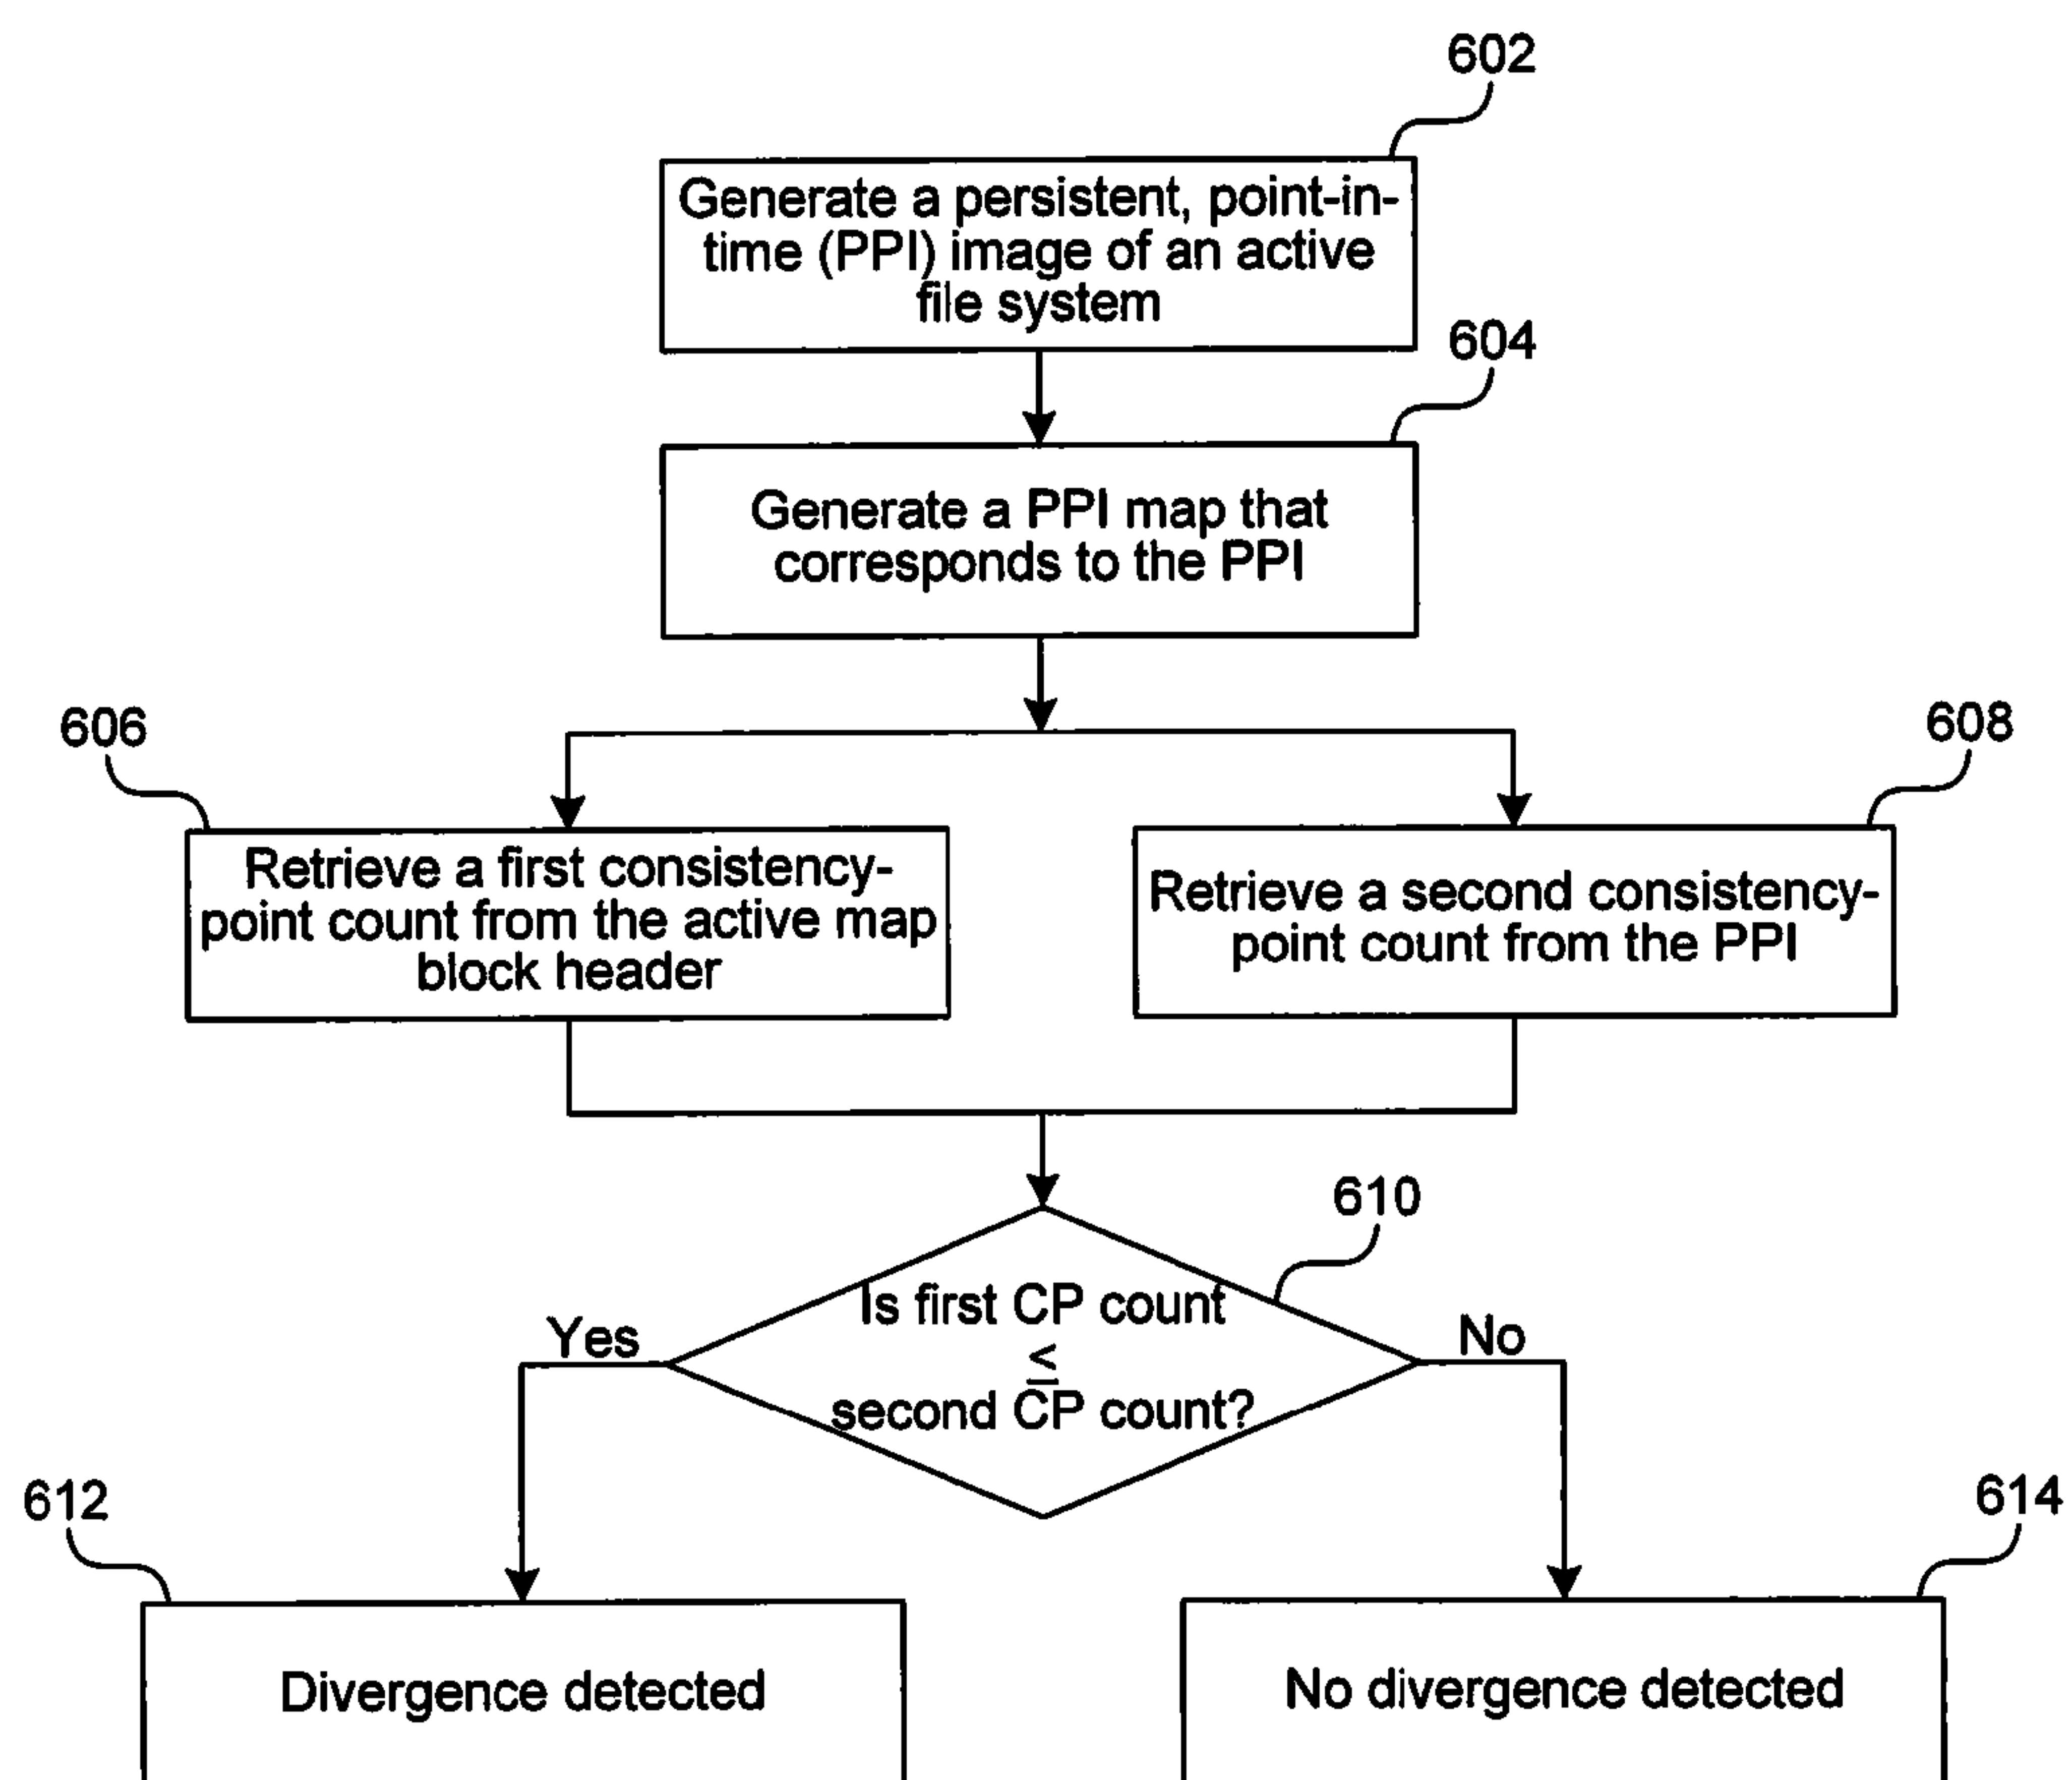 602
Generate a persistent, point-in-
time (PPI) image of an active
file system
604
Generate a PPI map that
corresponds to the PPI
606
608
Retrieve a first consistency-
point count from the active map
block header
Retrieve a second consistency-
point count from the PPI
610
Is first CP count
≤
second CP count?
Yes
No
612
614
Divergence detected
No divergence detected